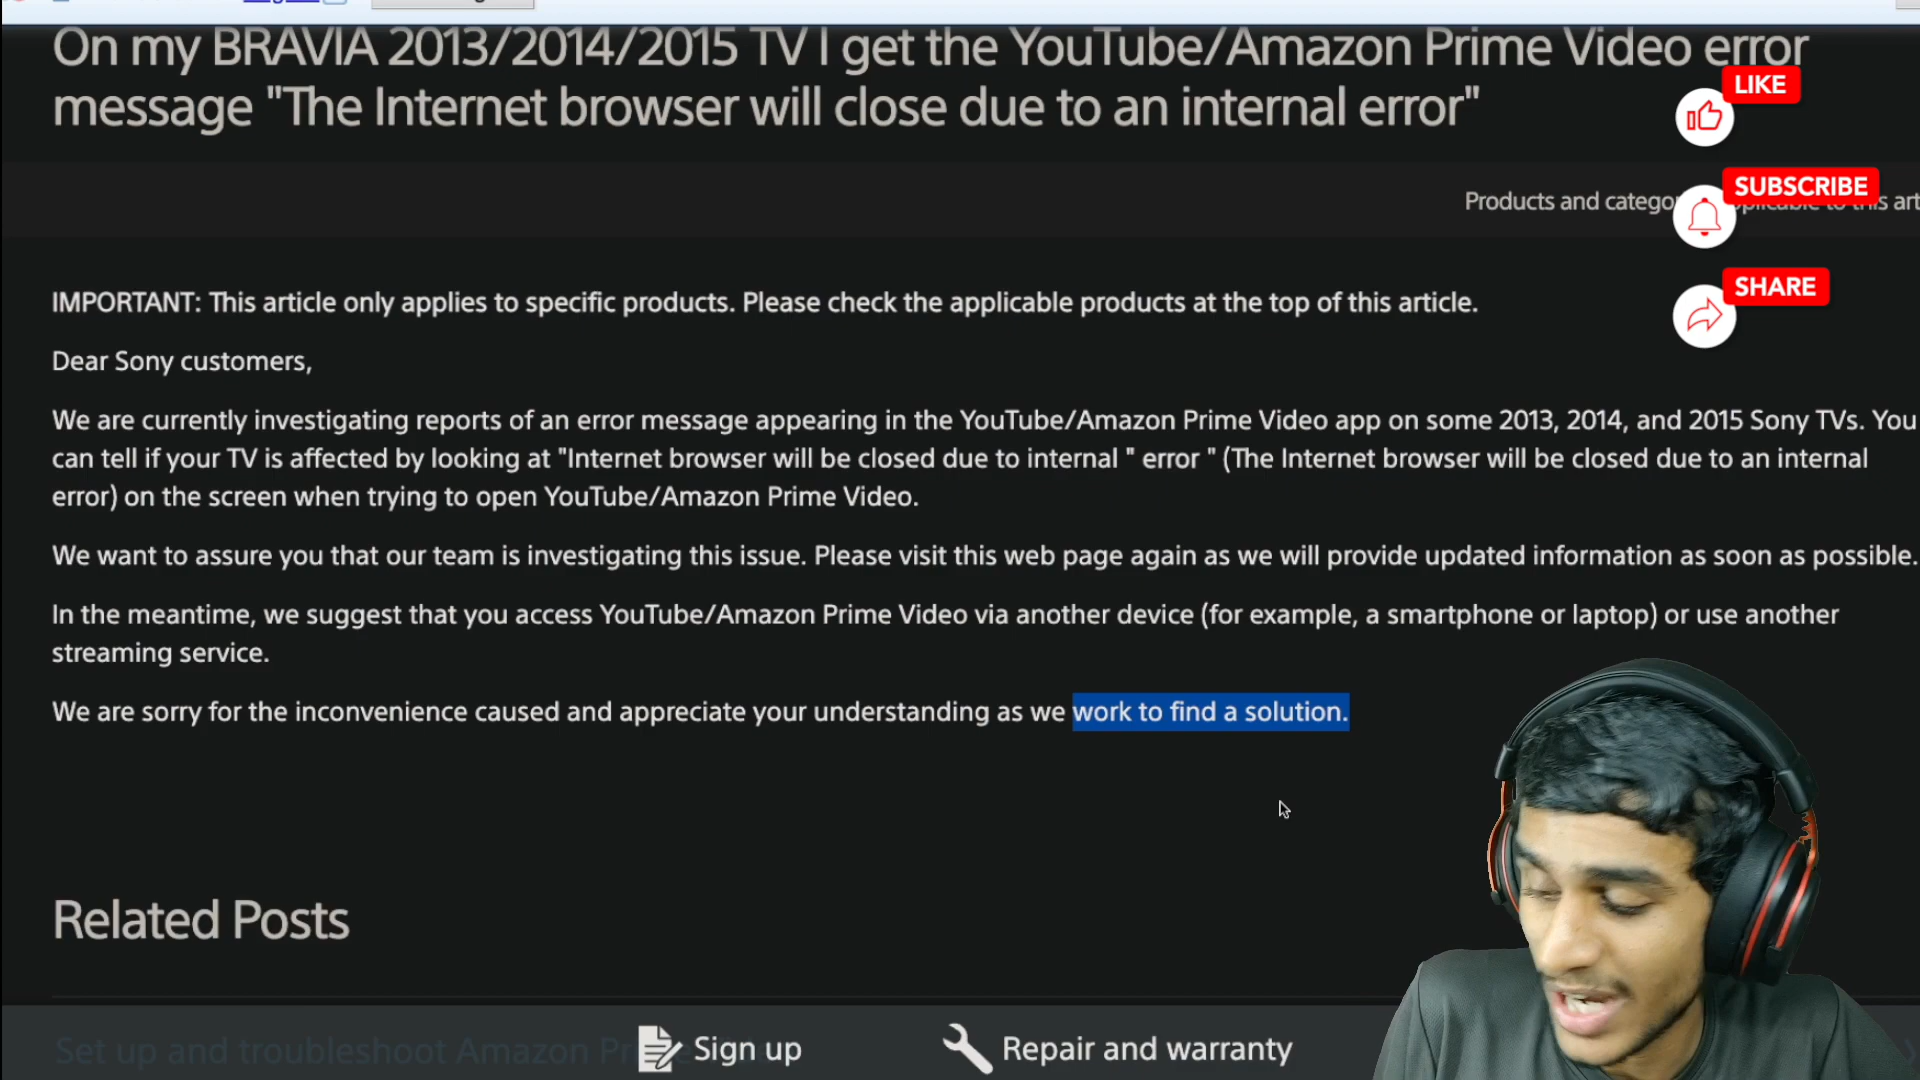 On my BRAVIA 2013/2014/2015 TV I get the YouTube/Amazon Prime Video error
message "The Internet browser will close due to an internal error"
LIKE
SUBSCRIBE
Products and this art
SHARE
IMPORTANT: This article only applies to specific products. Please check the applicable products at the top of this article.
Dear Sony customers,
We are currently investigating reports of an error message appearing in the YouTube/Amazon Prime Video app on some 2013, 2014, and 2015 Sony TVs. You
can tell if your TV is affected by looking at "Internet browser will be closed due to internal " error " (The Internet browser will be closed due to an internal
error) on the screen when trying to open YouTube/Amazon Prime Video.
We want to assure you that our team is investigating this issue. Please visit this web page again as we will provide updated information as soon as possible.
In the meantime, we suggest that you access YouTube/Amazon Prime Video via another device (for example, a smartphone or laptop) or use another
streaming service.
We are sorry for the inconvenience caused and appreciate your understanding as we work to find a solution.
Related Posts
Set up and troubleshoot Amazon Pr
Sign up
Repair and warranty